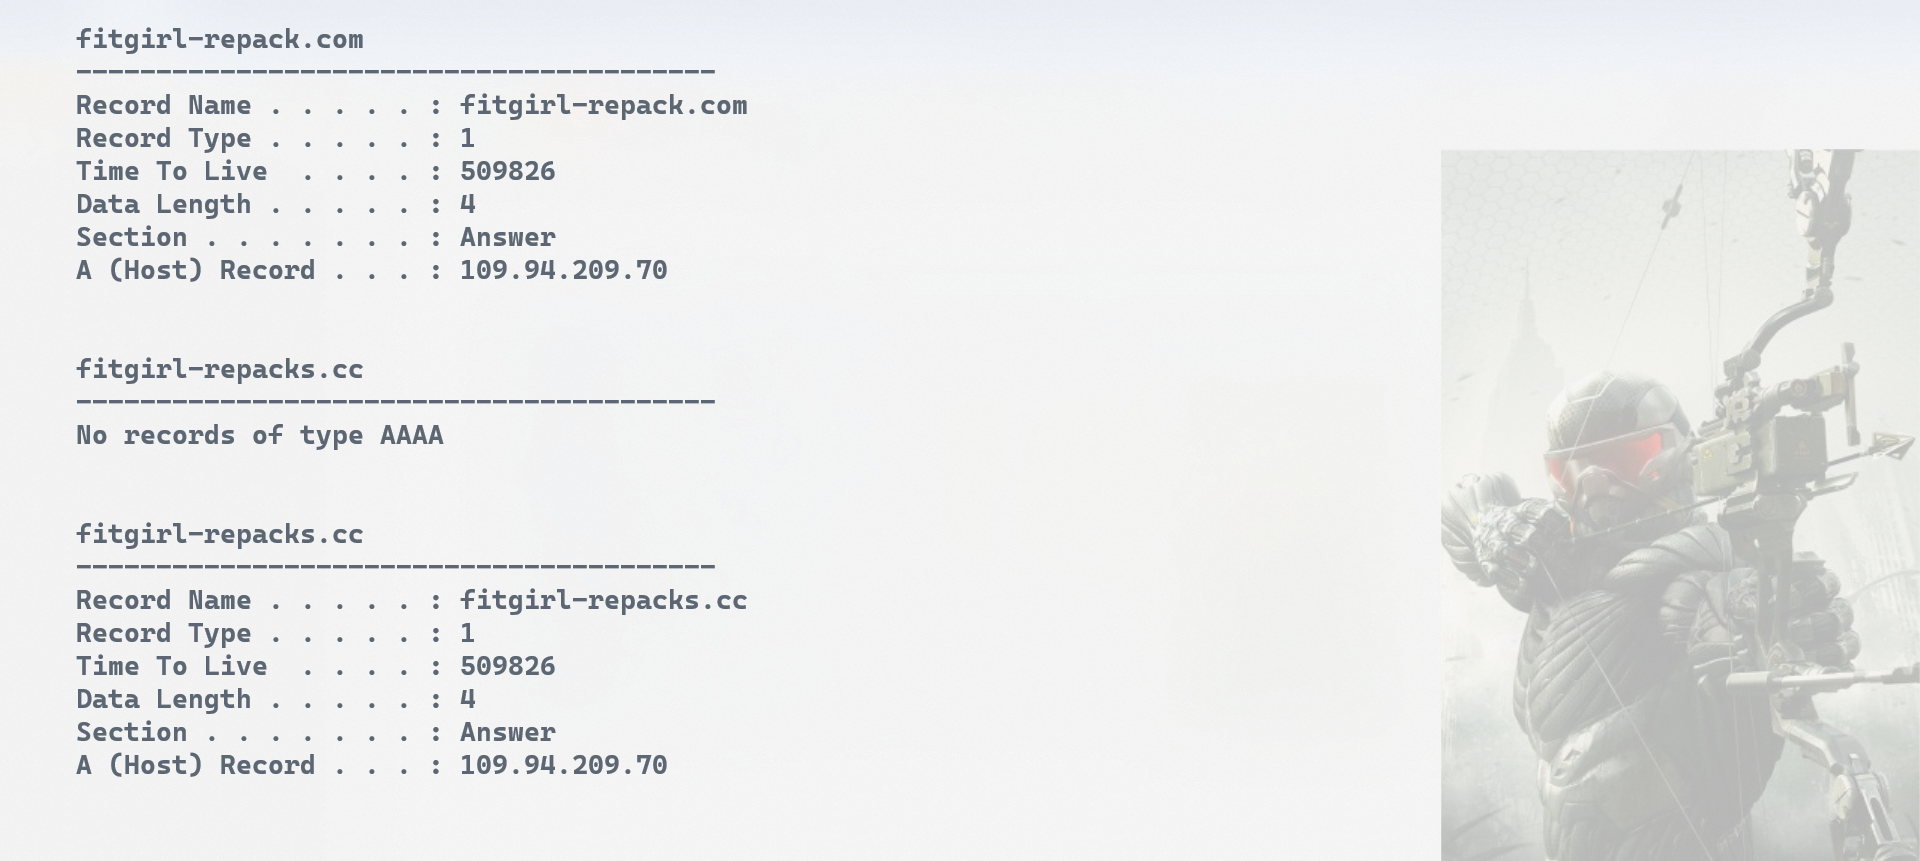 fitgirl-repack.com
----------------------------------------
Record Name . . . . . : fitgirl-repack.com
Record Type . . . . . : 1
Time To Live  . . . . : 509826
Data Length . . . . . : 4
Section . . . . . . . : Answer
A (Host) Record . . . : 109.94.209.70
fitgirl-repacks.cc
----------------------------------------
No records of type AAAA
fitgirl-repacks.cc
----------------------------------------
Record Name . . . . . : fitgirl-repacks.cc
Record Type . . . . . : 1
Time To Live  . . . . : 509826
Data Length . . . . . : 4
Section . . . . . . . : Answer
A (Host) Record . . . : 109.94.209.70